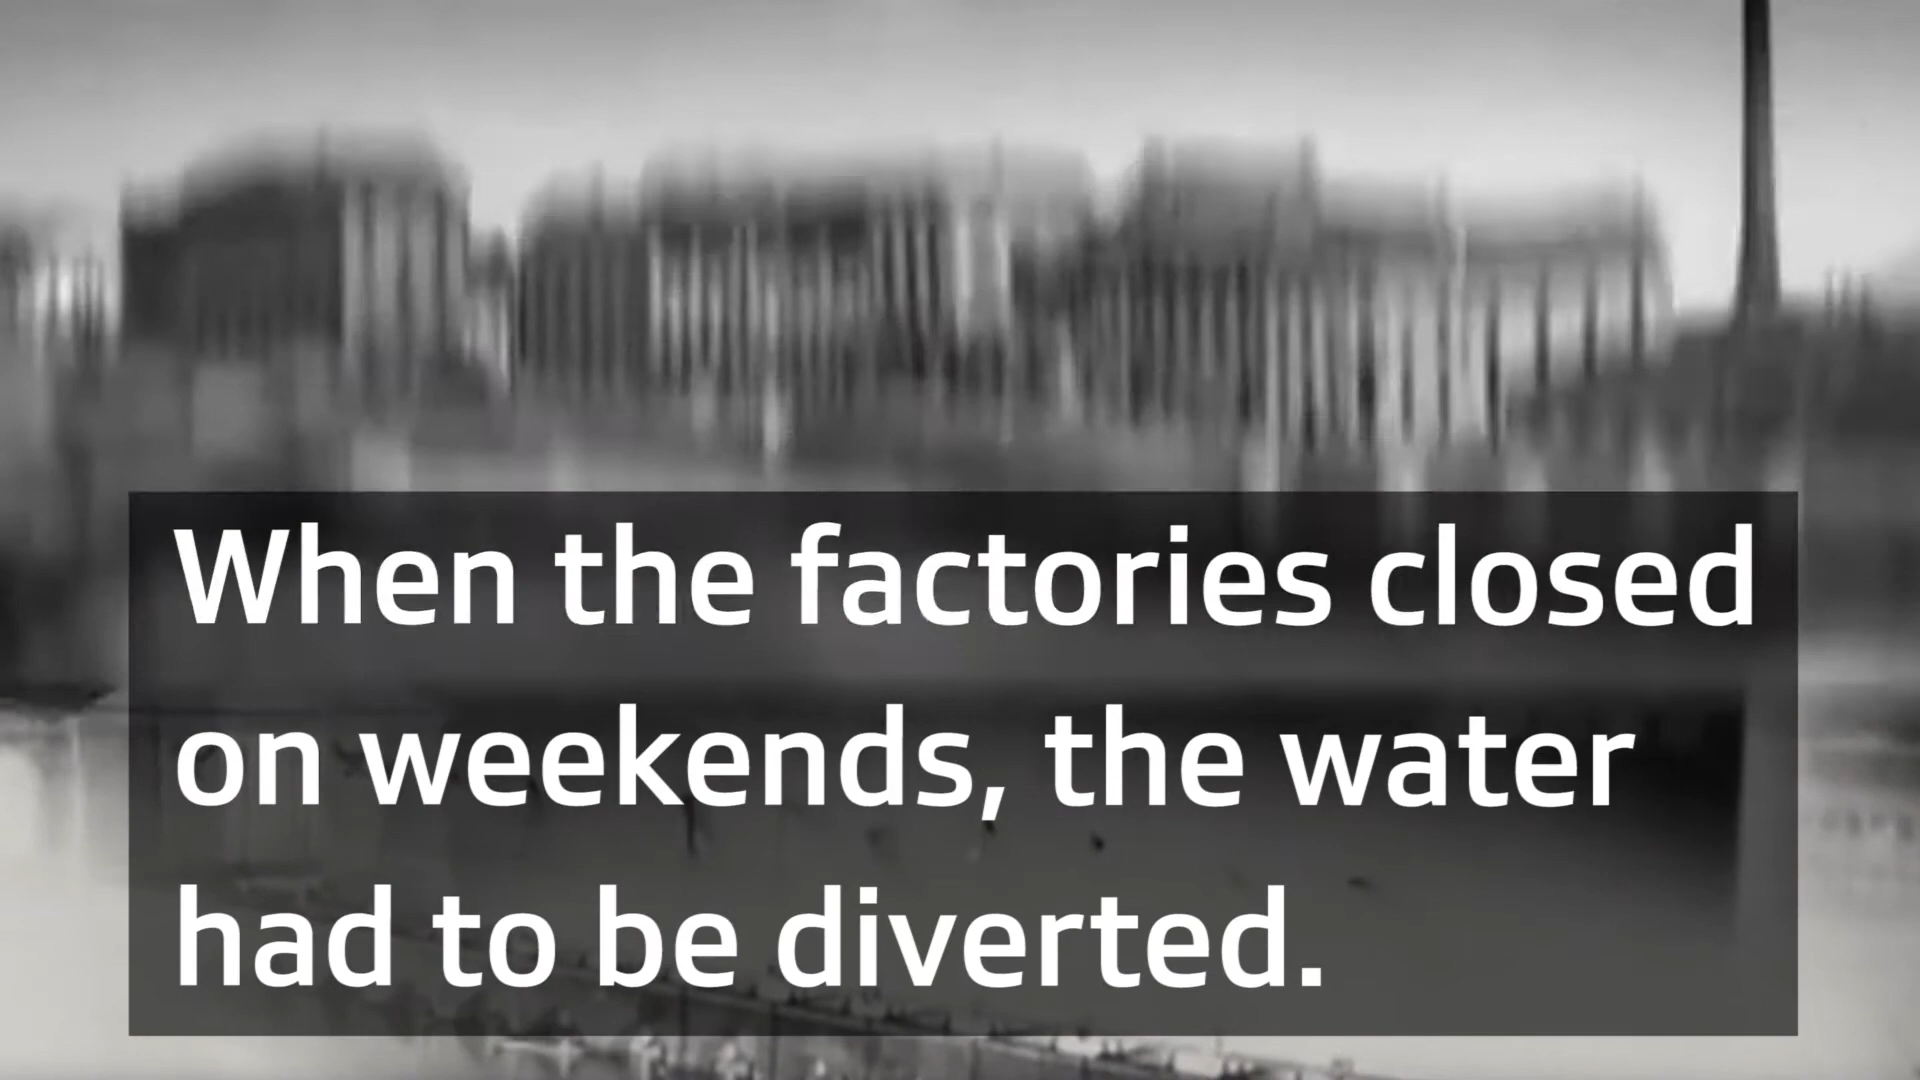 When the factories closed
on weekends, the water
had to be diverted.